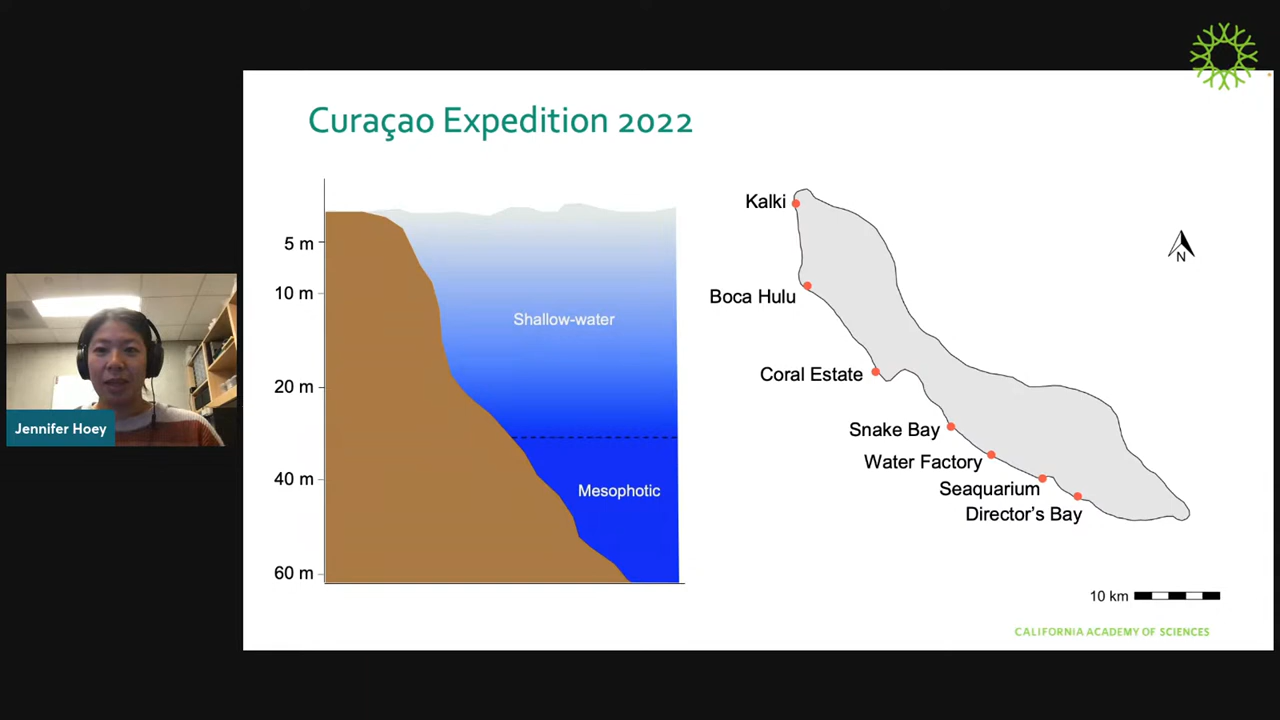 Curaçao Expedition 2022
5 m
10 m
20 m
40 m
60 m
Shallow-water
Mesophotic
Kalki
Boca Hulu
Coral Estate
Snake Bay
Water Factory
Seaquarium
Director's Bay
N
10 km
CALIFORNIA ACADEMY OF SCIENCES
Jennifer Hoey